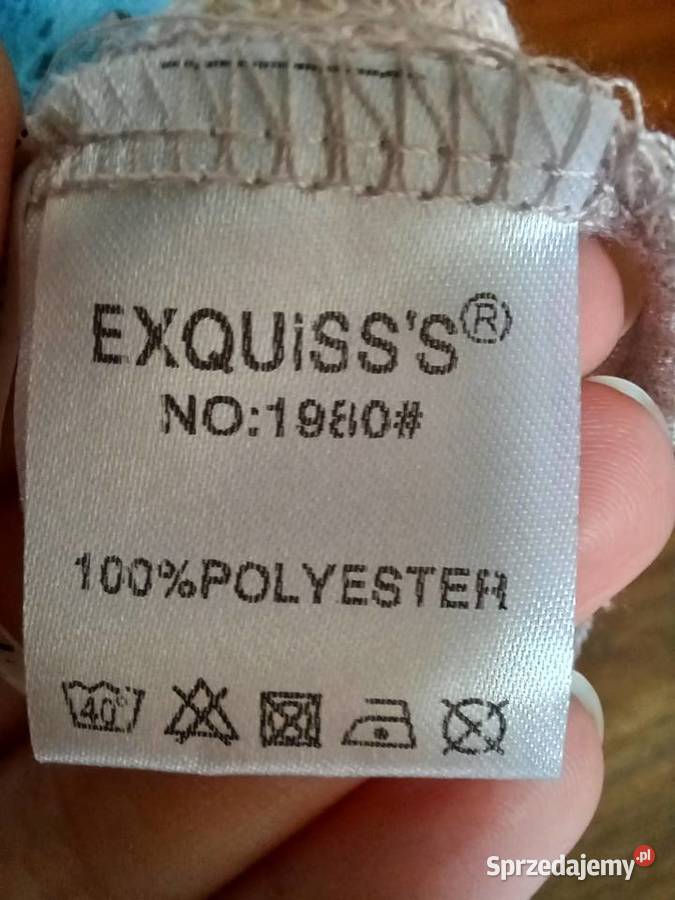 EXQUiSS'S®
NO:1980#
100%POLYESTER
40°
Sprzedajemy.pl